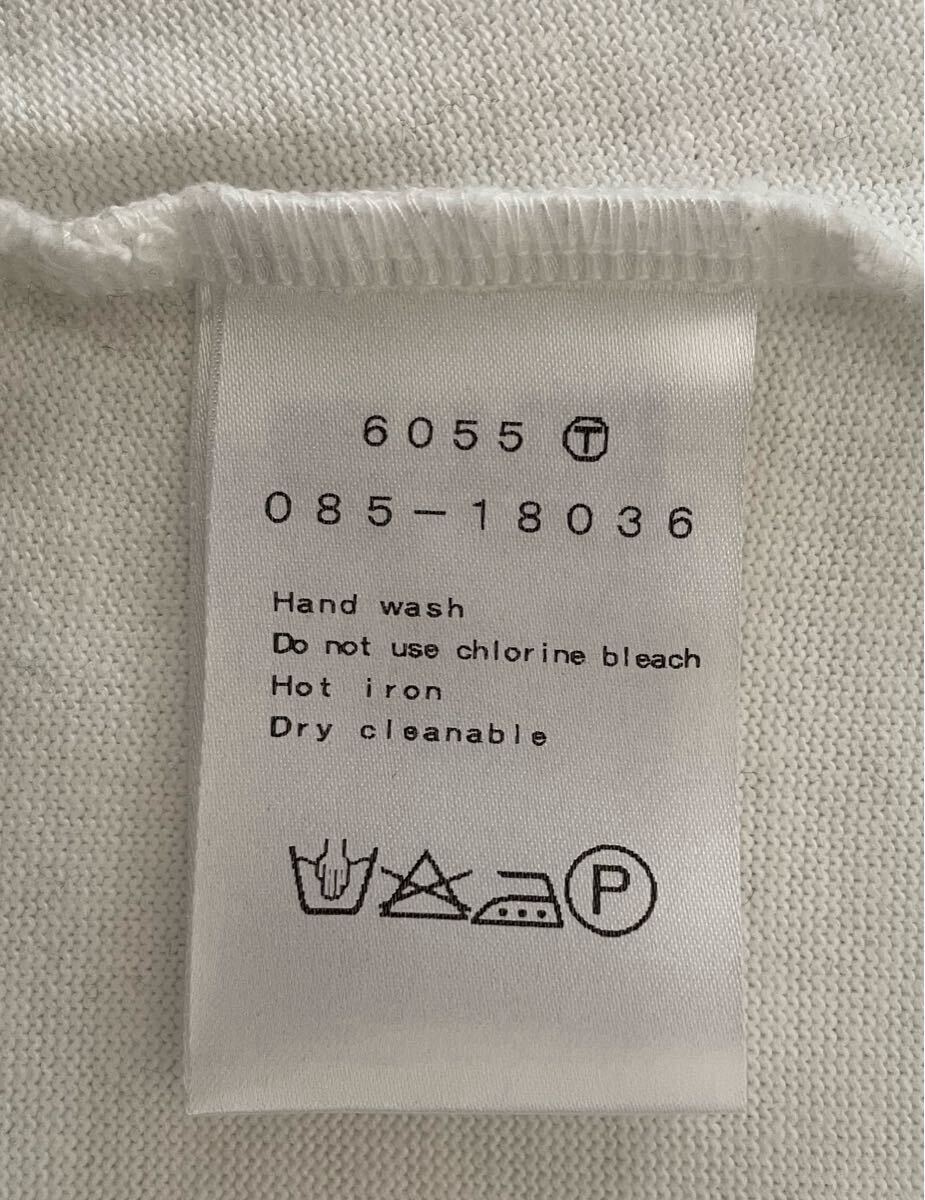 6055 Ⓣ
085-18036
Hand wash
Do not use chlorine bleach
Hot iron
Dry cleanable
P